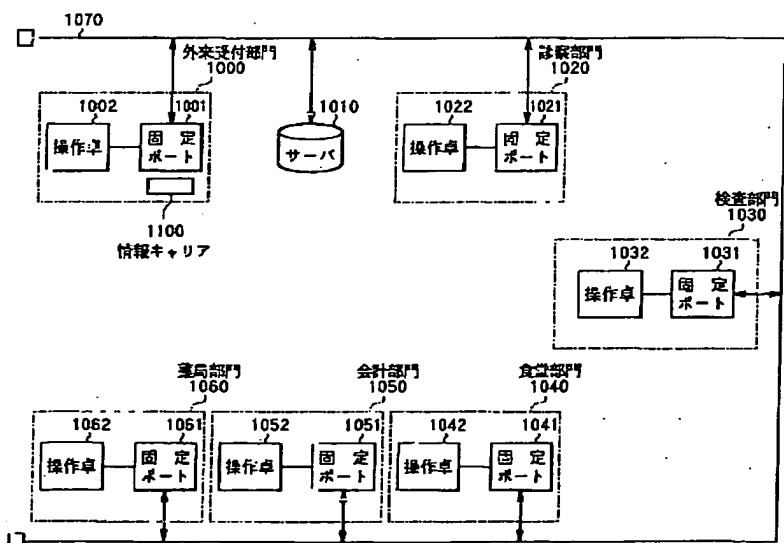 1070
外来受付部門
1000
1002
1001
操作卓
固 定
ポート
1100
情報キャリア
1010
サーバ
診察部門
1020
1022
1021
操作卓
固 定
ポート
検査部門
1030
1032
1031
操作卓
固 定
ポート
薬局部門
1060
1062
1061
操作卓
固 定
ポート
会計部門
1050
1052
1051
操作卓
固 定
ポート
食堂部門
1040
1042
1041
操作卓
固 定
ポート